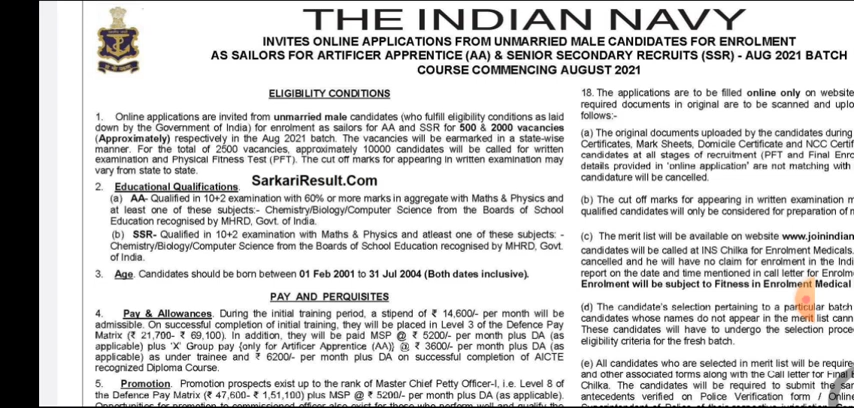 THE INDIAN NAVY
INVITES ONLINE APPLICATIONS FROM UNMARRIED MALE CANDIDATES FOR ENROLMENT
AS SAILORS FOR ARTIFICER APPRENTICE (AA) & SENIOR SECONDARY RECRUITS (SSR) - AUG 2021 BATCH
COURSE COMMENCING AUGUST 2021
ELIGIBILITY CONDITIONS
1. Online applications are invited from unmarried male candidates (who fulfill eligibility conditions as laid
down by the Government of India) for enrolment as sailors for AA and SSR for 500 & 2000 vacancies
(Approximately) respectively in the Aug 2021 batch. The vacancies will be earmarked in a state-wise
manner. For the total of 2500 vacancies, approximately 10000 candidates will be called for written
examination and Physical Fitness Test (PFT). The cut off marks for appearing in written examination may
vary from state to state.
SarkariResult.Com
2. Educational Qualifications.
(a) AA- Qualified in 10+2 examination with 60% or more marks in aggregate with Maths & Physics and
at least one of these subjects:- Chemistry/Biology/Computer Science from the Boards of School
Education recognised by MHRD, Govt. of India.
(b) SSR- Qualified in 10+2 examination with Maths & Physics and atleast one of these subjects: -
Chemistry/Biology/Computer Science from the Boards of School Education recognised by MHRD, Govt.
of India.
3. Age. Candidates should be born between 01 Feb 2001 to 31 Jul 2004 (Both dates inclusive).
PAY AND PERQUISITES
4. Pay & Allowances. During the initial training period, a stipend of ₹ 14,600/- per month will be
admissible. On successful completion of initial training, they will be placed in Level 3 of the Defence Pay
Matrix (₹ 21,700- ₹ 69,100). In addition, they will be paid MSP @ ₹ 5200/- per month plus DA (as
applicable) plus 'X' Group pay {only for Artificer Apprentice (AA)} @ ₹ 3600/- per month plus DA (as
applicable) as under trainee and ₹ 6200/- per month plus DA on successful completion of AICTE
recognized Diploma Course.
5. Promotion. Promotion prospects exist up to the rank of Master Chief Petty Officer-I, i.e. Level 8 of
the Defence Pay Matrix (₹ 47,600- ₹ 1,51,100) plus MSP @ ₹ 5200/- per month plus DA (as applicable).
18. The applications are to be filled online only on website
required documents in original are to be scanned and uplo
follows:-
(a) The original documents uploaded by the candidates during
Certificates, Mark Sheets, Domicile Certificate and NCC Certif
candidates at all stages of recruitment (PFT and Final Enro
details provided in 'online application' are not matching with
candidature will be cancelled.
(b) The cut off marks for appearing in written examination m
qualified candidates will only be considered for preparation of m
(c) The merit list will be available on website www.joinindian
candidates will be called at INS Chilka for Enrolment Medicals.
cancelled and he will have no claim for enrolment in the Indi
report on the date and time mentioned in call letter for Enrolme
Enrolment will be subject to Fitness in Enrolment Medical
(d) The candidate's selection pertaining to a particular batch
candidates whose names do not appear in the merit list cann
These candidates will have to undergo the selection proce
eligibility criteria for the fresh batch.
(e) All candidates who are selected in merit list will be require
and other associated forms along with the Call letter for Final E
Chilka. The candidates will be required to submit the sar
antecedents verified on Police Verification form / Online